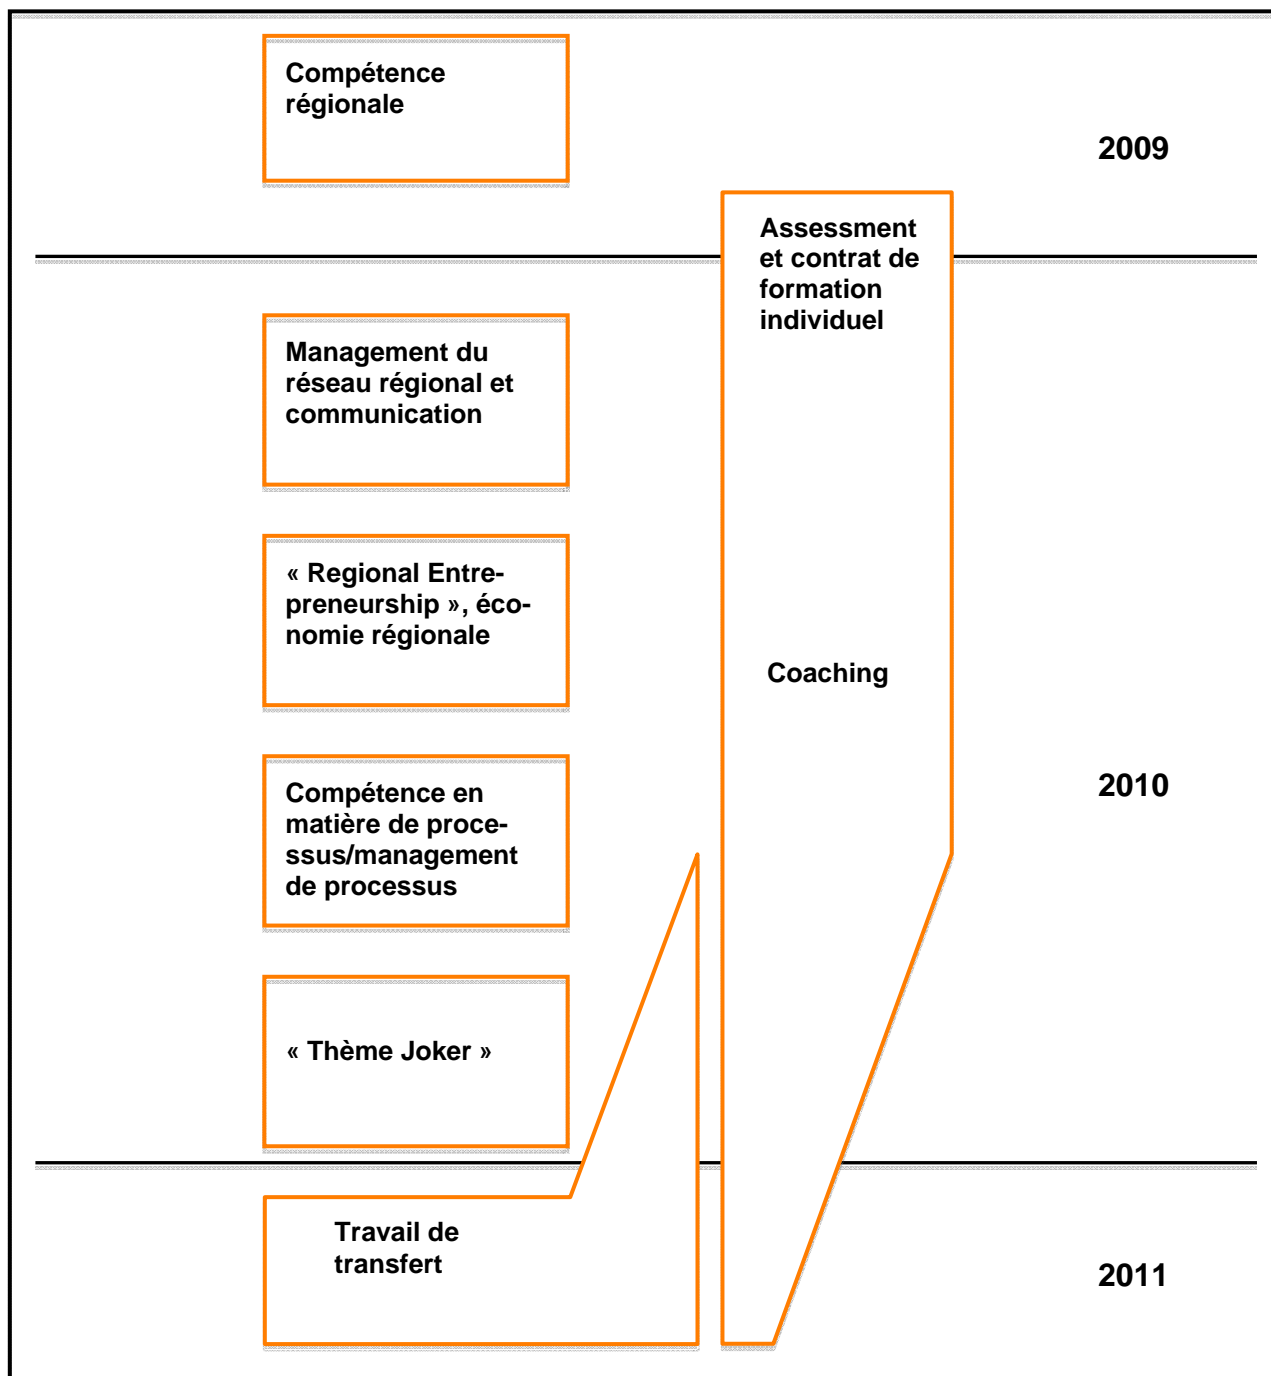 Compétence
régionale
2009
Assessment
et contrat de
formation
individuel
Management du
réseau régional et
communication
« Regional Entre-
preneurship », éco-
nomie régionale
Coaching
Compétence en
matière de proce-
ssus/management
de processus
2010
« Thème Joker »
Travail de
transfert
2011